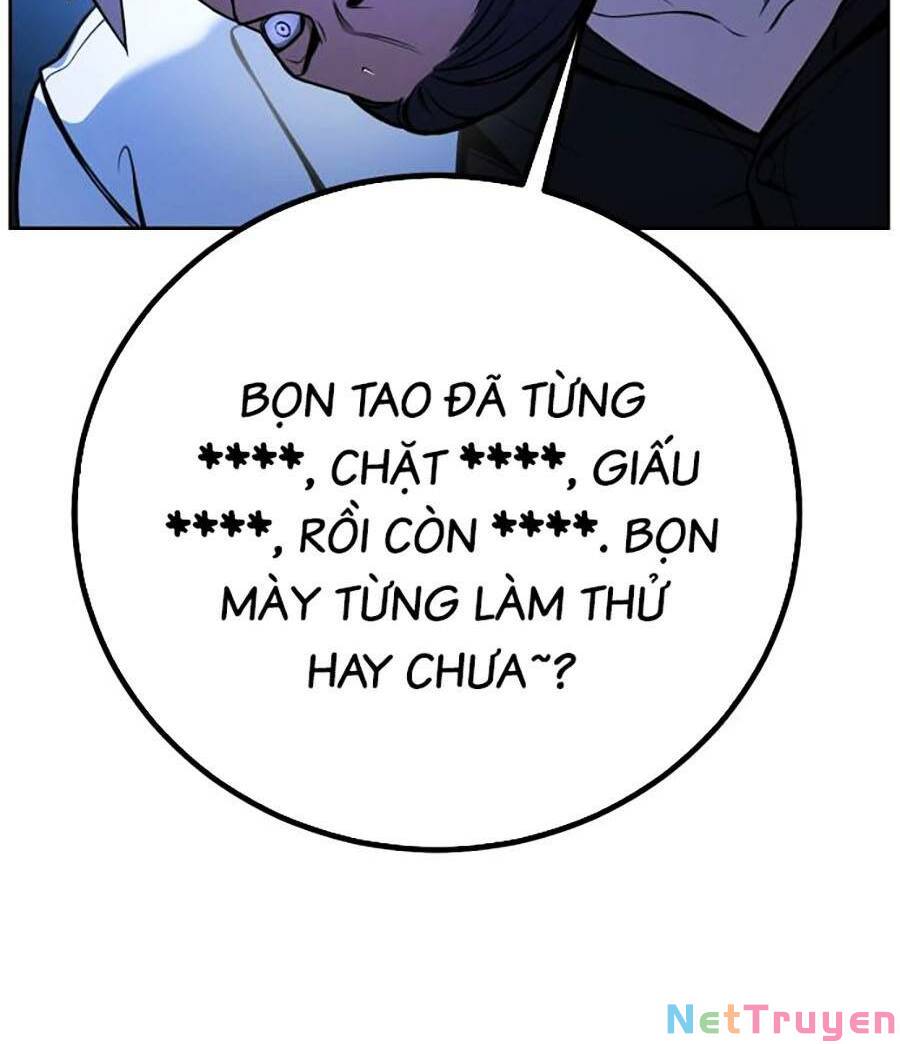 BỌN TAO ĐÃ TỪNG
****, CHẶT ****, GIẤU
****, RỒI CÒN ****. BỌN
MÀY TỪNG LÀM THỬ
HAY CHƯA~?
NetTruyen